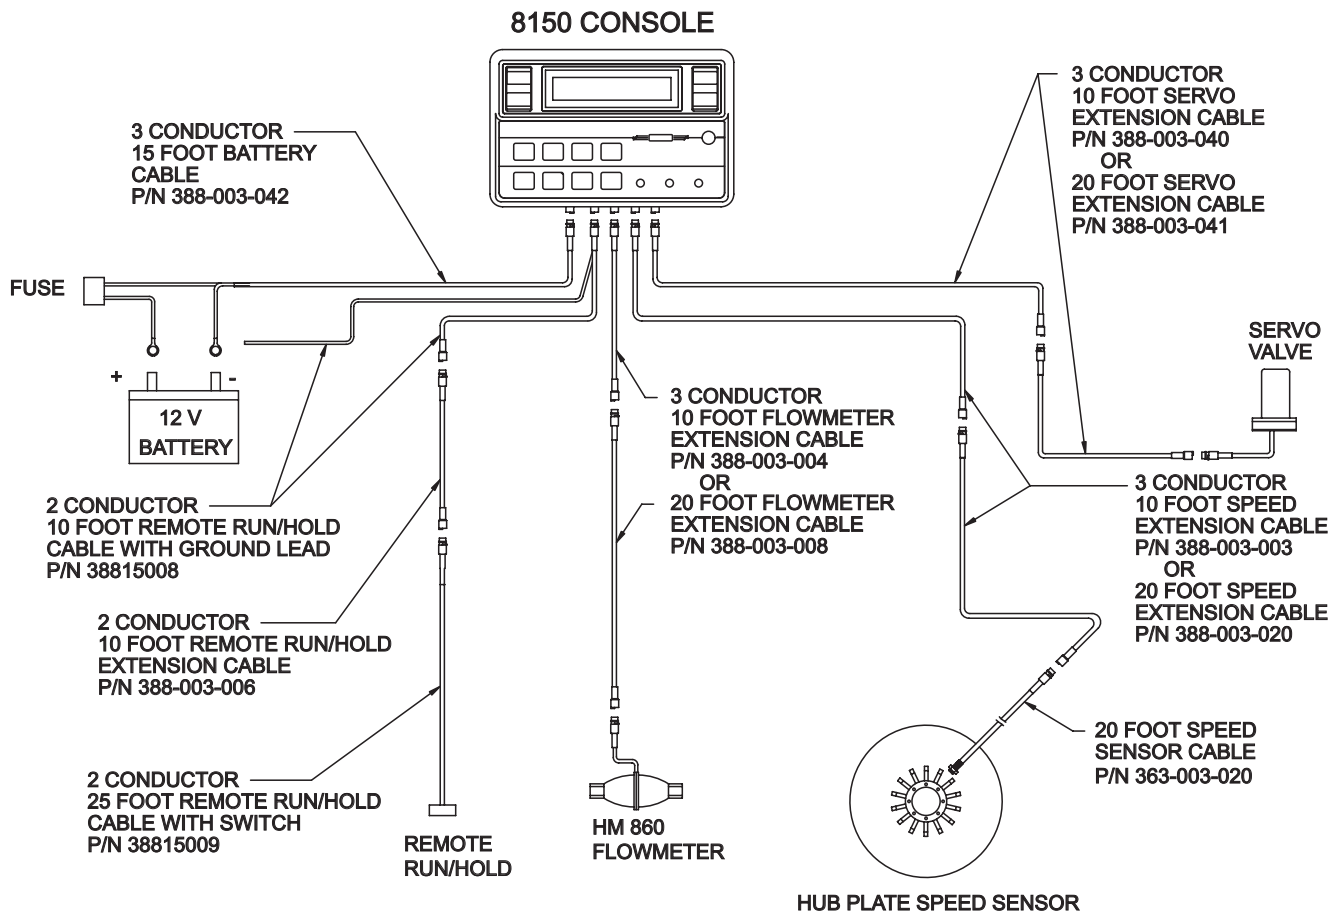 8150 CONSOLE
3 CONDUCTOR
15 FOOT BATTERY
CABLE
P/N 388-003-042
3 CONDUCTOR
10 FOOT SERVO
EXTENSION CABLE
P/N 388-003-040
OR
20 FOOT SERVO
EXTENSION CABLE
P/N 388-003-041
FUSE
+
-
12 V
BATTERY
SERVO
VALVE
3 CONDUCTOR
10 FOOT FLOWMETER
EXTENSION CABLE
P/N 388-003-004
OR
20 FOOT FLOWMETER
EXTENSION CABLE
P/N 388-003-008
2 CONDUCTOR
10 FOOT REMOTE RUN/HOLD
CABLE WITH GROUND LEAD
P/N 38815008
3 CONDUCTOR
10 FOOT SPEED
EXTENSION CABLE
P/N 388-003-003
OR
20 FOOT SPEED
EXTENSION CABLE
P/N 388-003-020
2 CONDUCTOR
10 FOOT REMOTE RUN/HOLD
EXTENSION CABLE
P/N 388-003-006
20 FOOT SPEED
SENSOR CABLE
P/N 363-003-020
2 CONDUCTOR
25 FOOT REMOTE RUN/HOLD
CABLE WITH SWITCH
P/N 38815009
REMOTE
RUN/HOLD
HM 860
FLOWMETER
HUB PLATE SPEED SENSOR